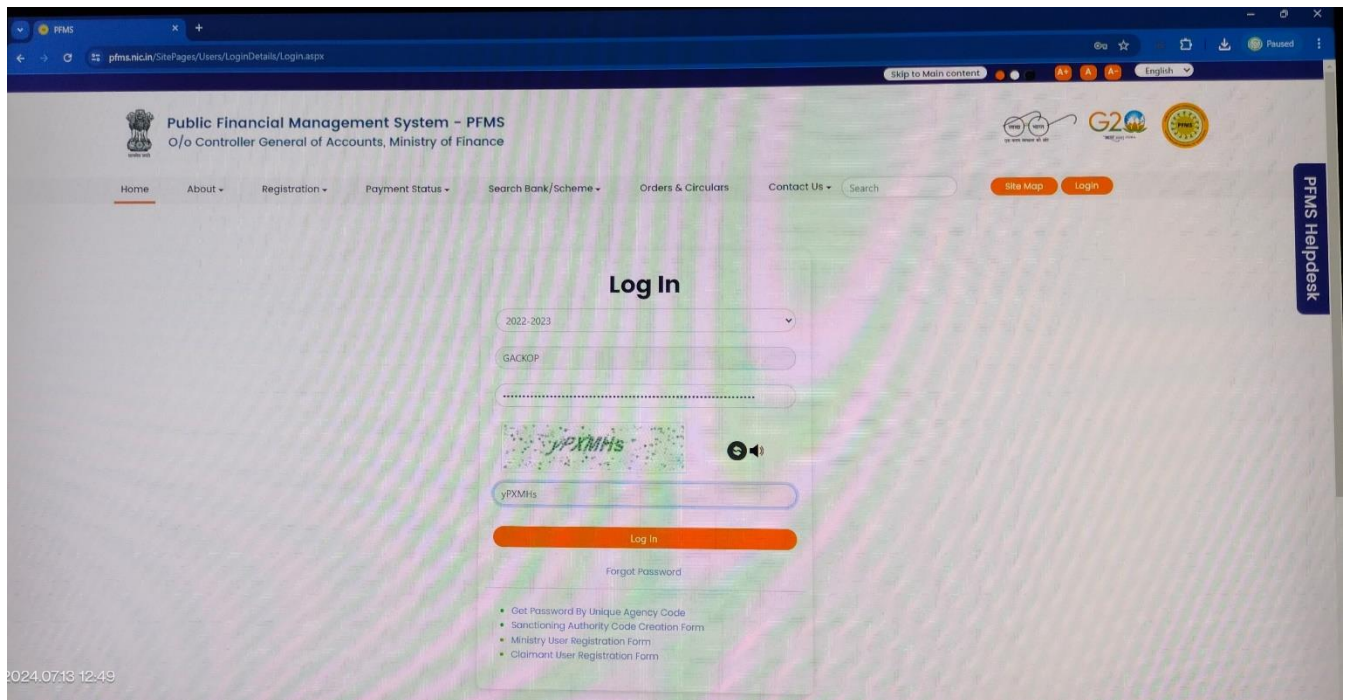 PFMS
pfms.nic.in/SitePages/Users/LoginDetails/Login.aspx
Paused
Skip to Main content A+ A A- English
Public Financial Management System - PFMS
O/o Controller General of Accounts, Ministry of Finance
G20
PFMS
Home About Registration Payment Status Search Bank/Scheme Orders & Circulars Contact Us Search Site Map Login
PFMS Helpdesk
Log In
2022-2023
GACKOP
yPXMHs
yPXMHs
Log In
Forgot Password
Get Password By Unique Agency Code
Sanctioning Authority Code Creation Form
Ministry User Registration Form
Claimant User Registration Form
2024.07.13 12:49